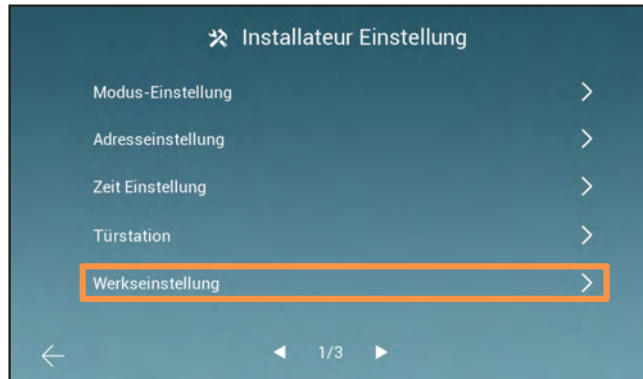 Installateur Einstellung
Modus-Einstellung
Adresseinstellung
Zeit Einstellung
Türstation
Werkseinstellung
1/3